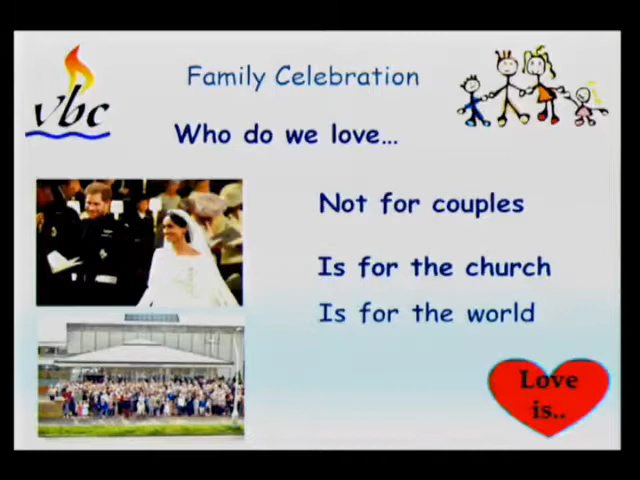 vbc
Family Celebration
Who do we love...
Not for couples
Is for the church
Is for the world
Love
is..